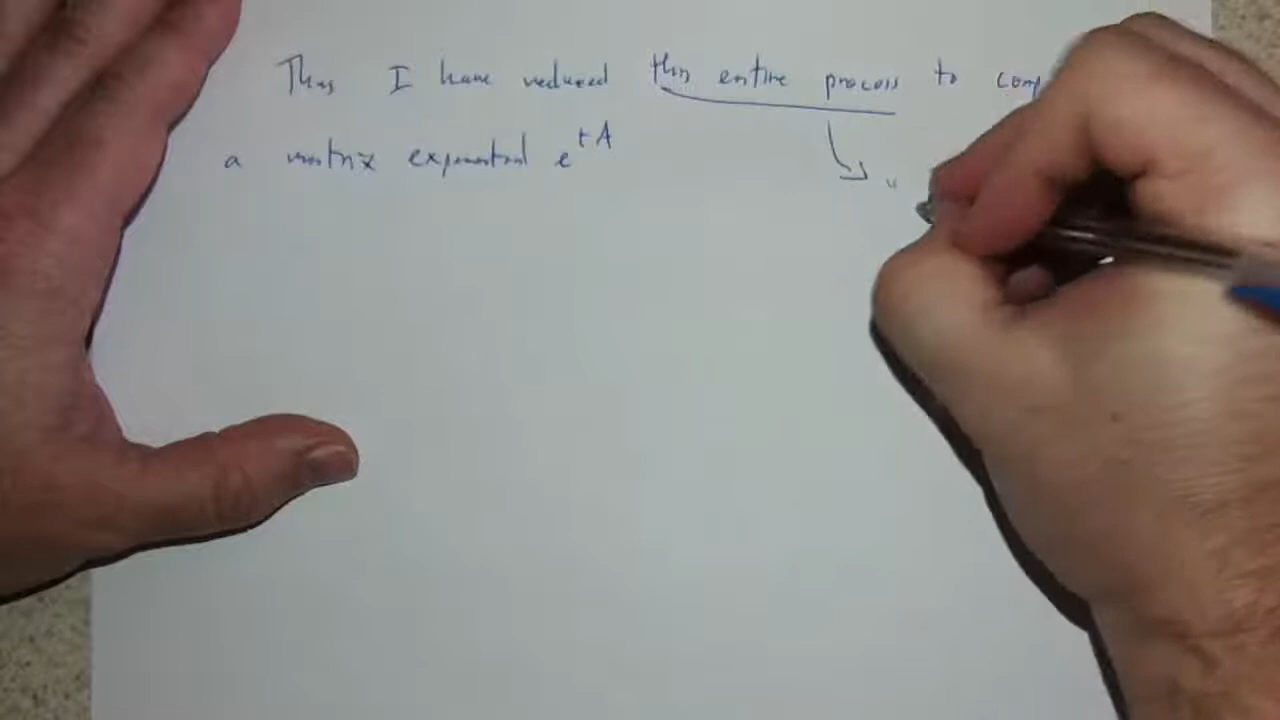 Thus I have reduced this entire process to comp
a matrix exponential e^{tA}